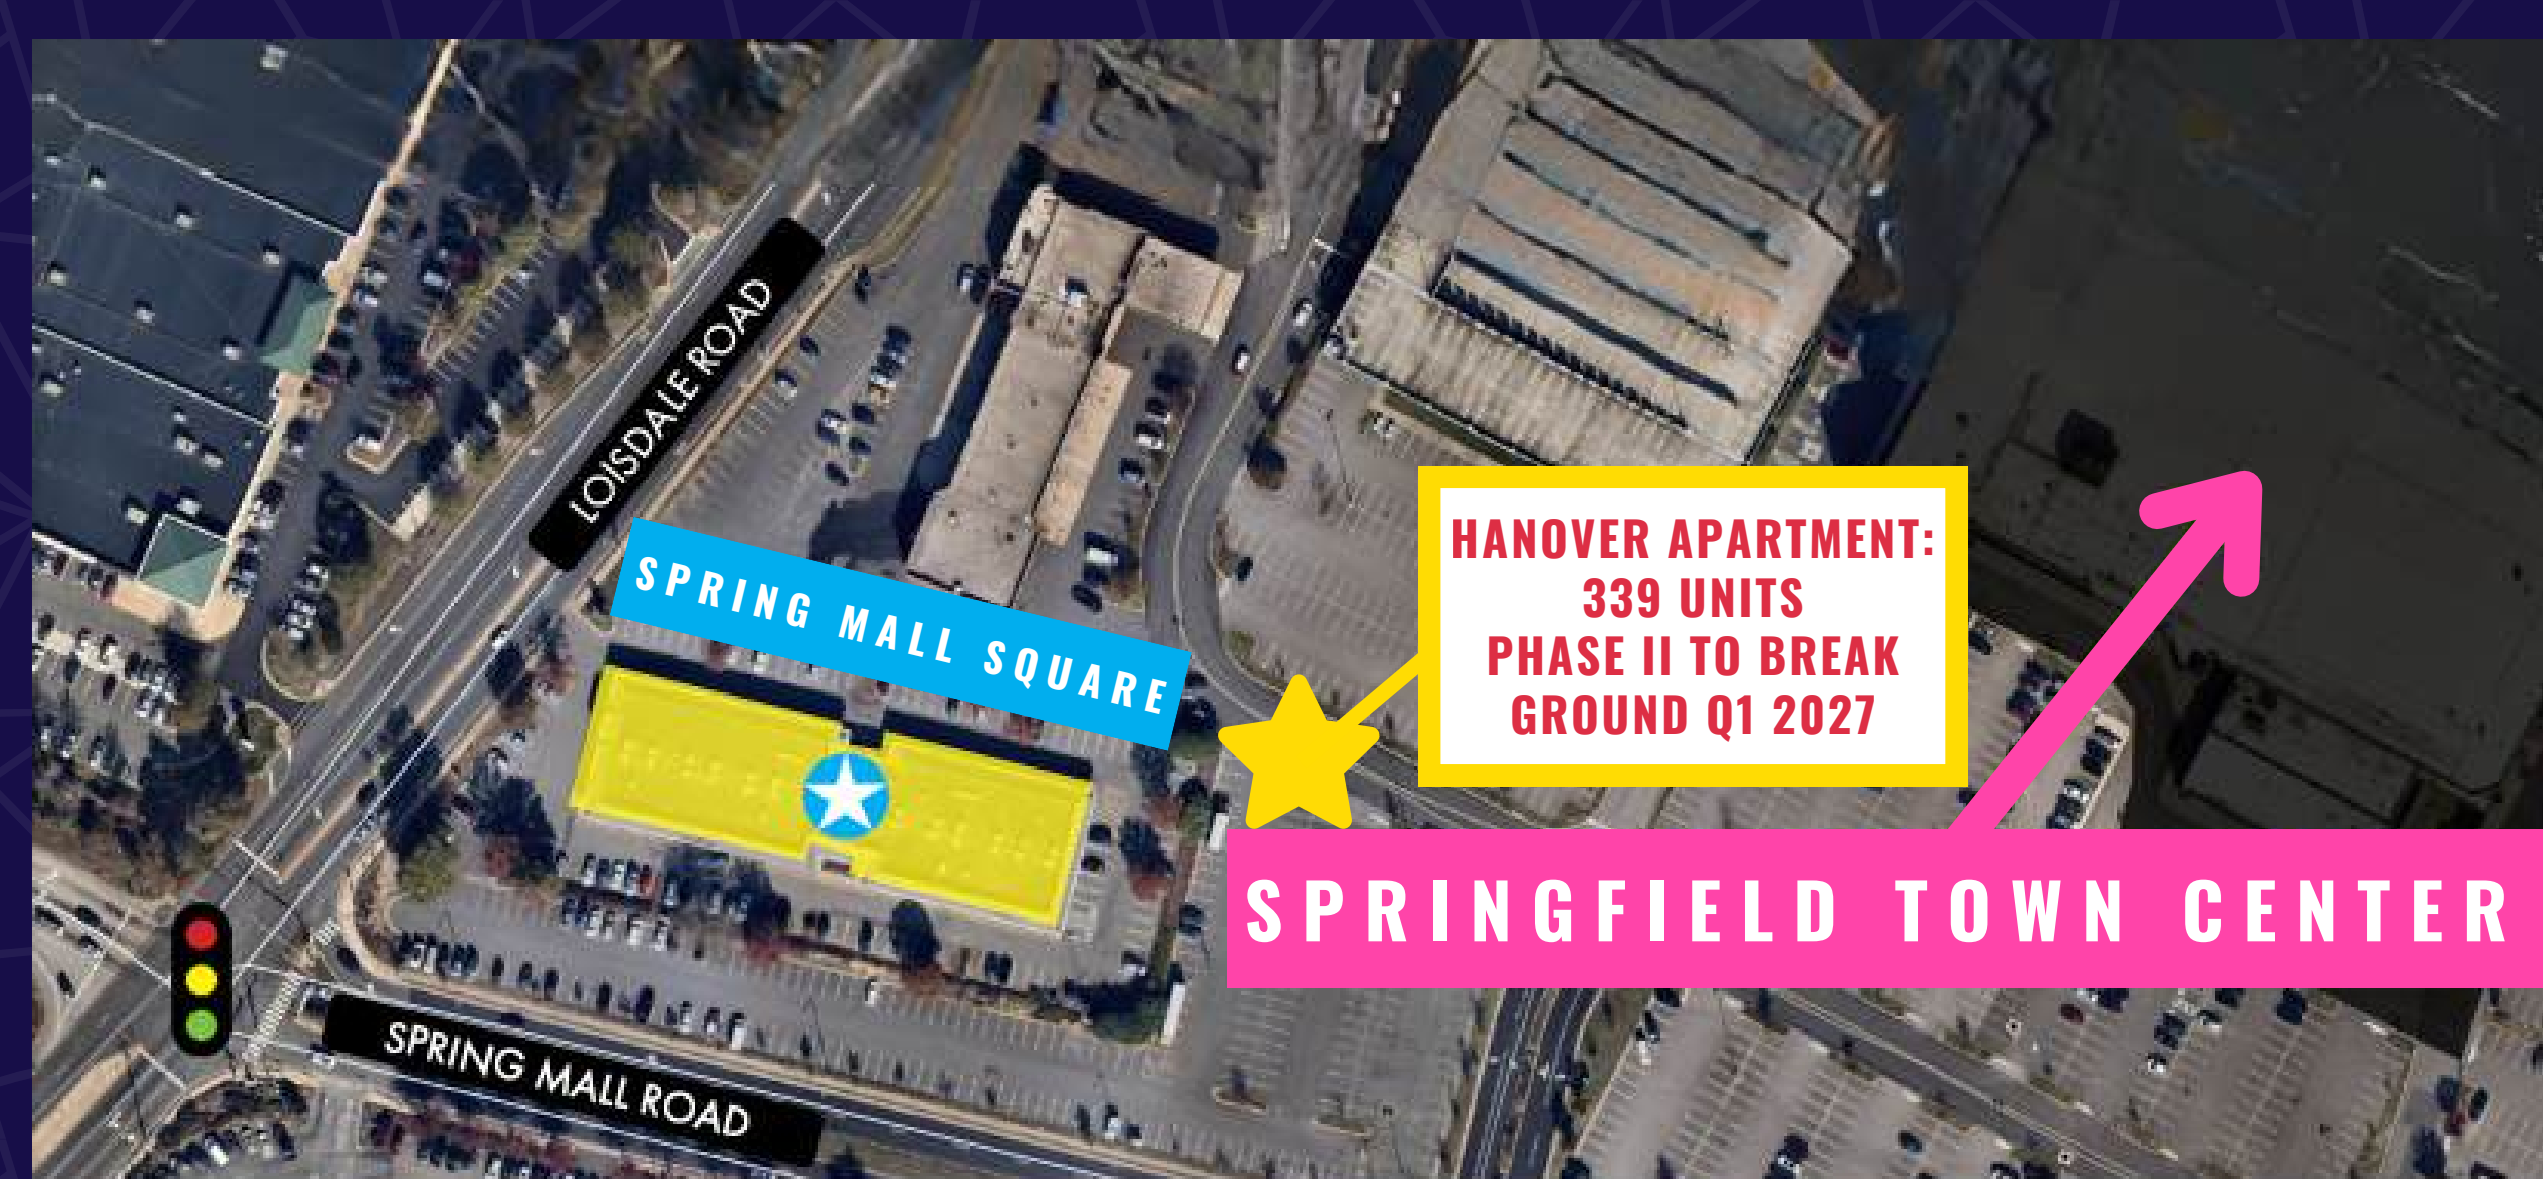 LOISDALE ROAD
SPRING MALL SQUARE
HANOVER APARTMENT:
339 UNITS
PHASE II TO BREAK
GROUND Q1 2027
SPRINGFIELD TOWN CENTER
SPRING MALL ROAD